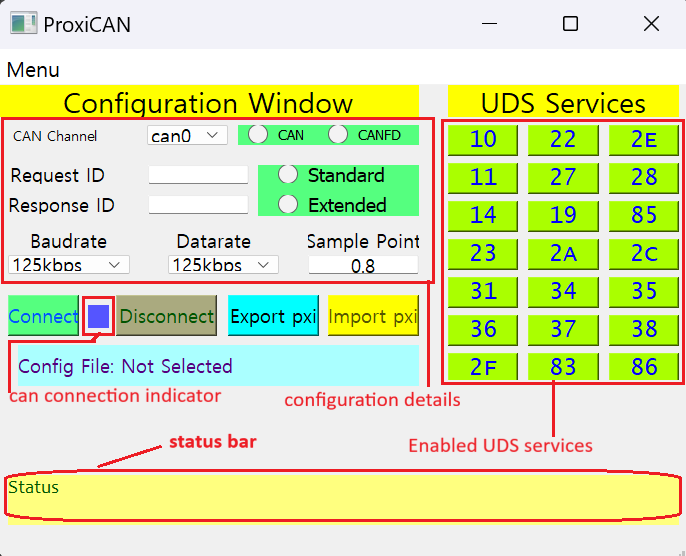 ProxiCAN
Menu
Configuration Window
CAN Channel can0 CAN CANFD
Request ID Standard
Response ID Extended
Baudrate Datarate Sample Point
125kbps 125kbps 0.8
Connect Disconnect Export pxi Import pxi
Config File: Not Selected
can connection indicator
configuration details
UDS Services
10 22 2E
11 27 28
14 19 85
23 2A 2C
31 34 35
36 37 38
2F 83 86
Enabled UDS services
status bar
Status